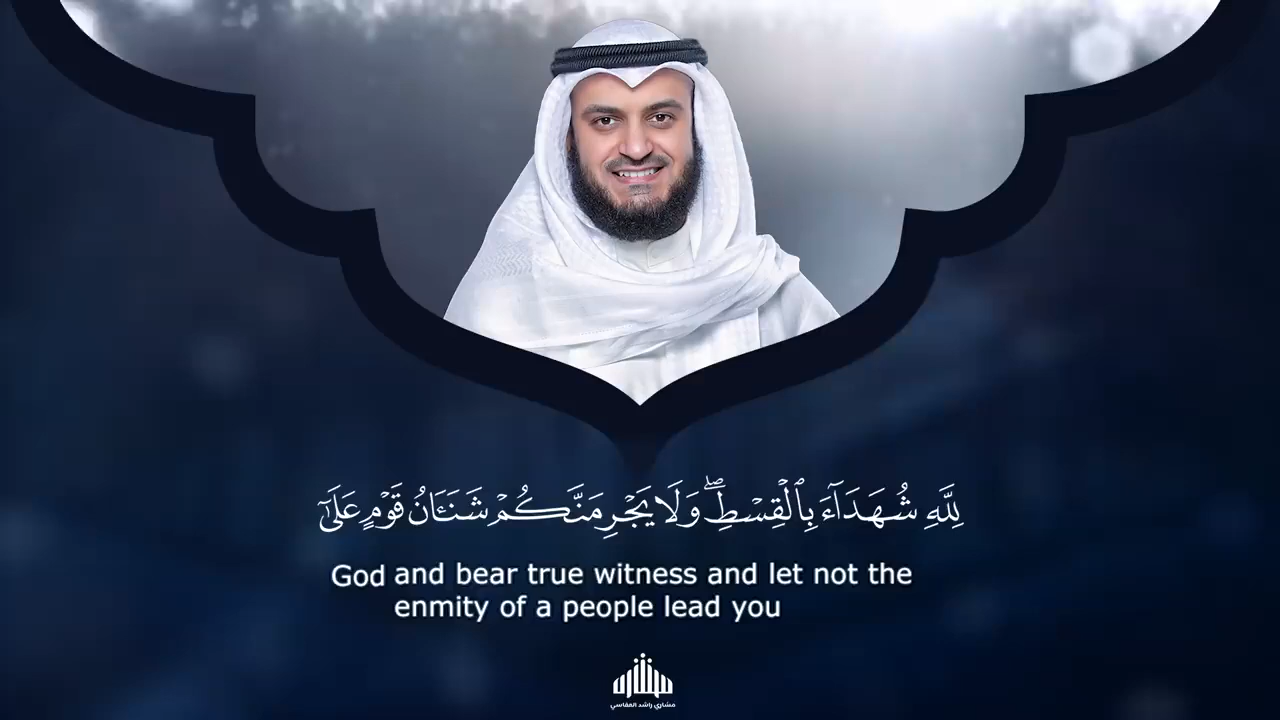 لِلَّهِ شُهَدَآءَ بِٱلْقِسْطِۖ وَلَا يَجْرِمَنَّكُمْ شَنَـَٔانُ قَوْمٍ عَلَىٰٓ
God and bear true witness and let not the
enmity of a people lead you
مشاري راشد العفاسي